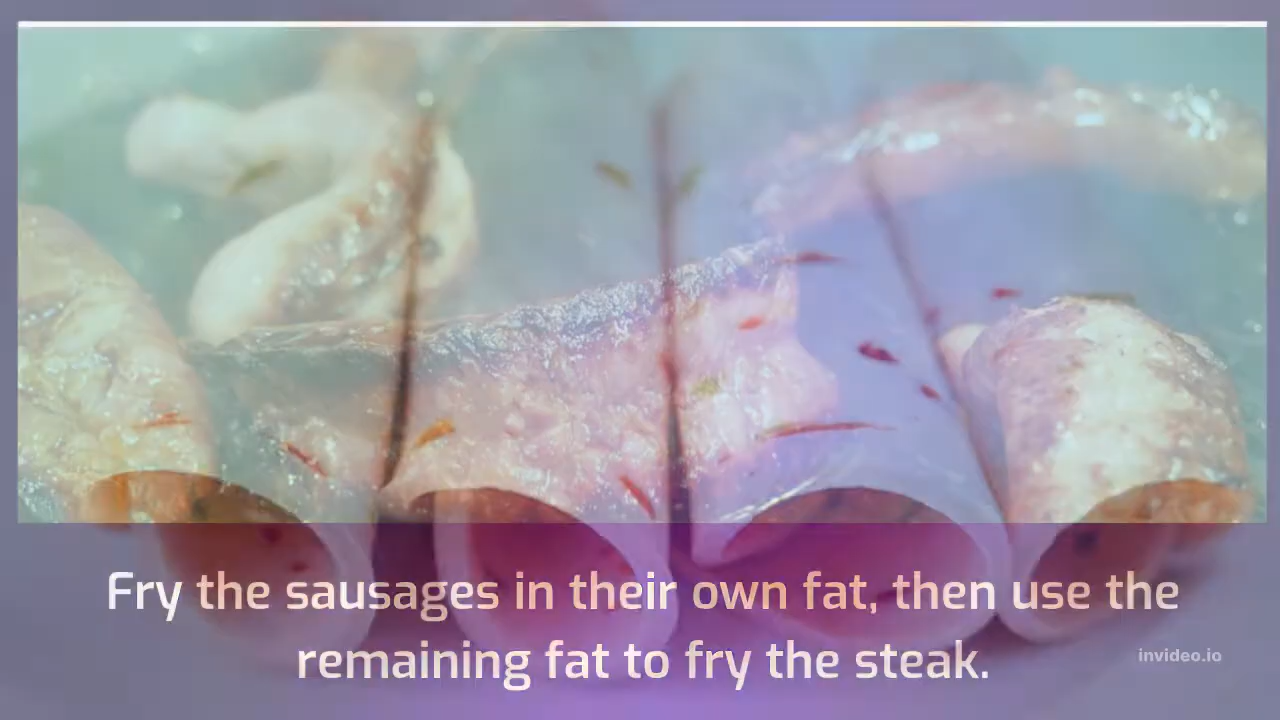 Fry the sausages in their own fat, then use the
remaining fat to fry the steak.
invideo.io